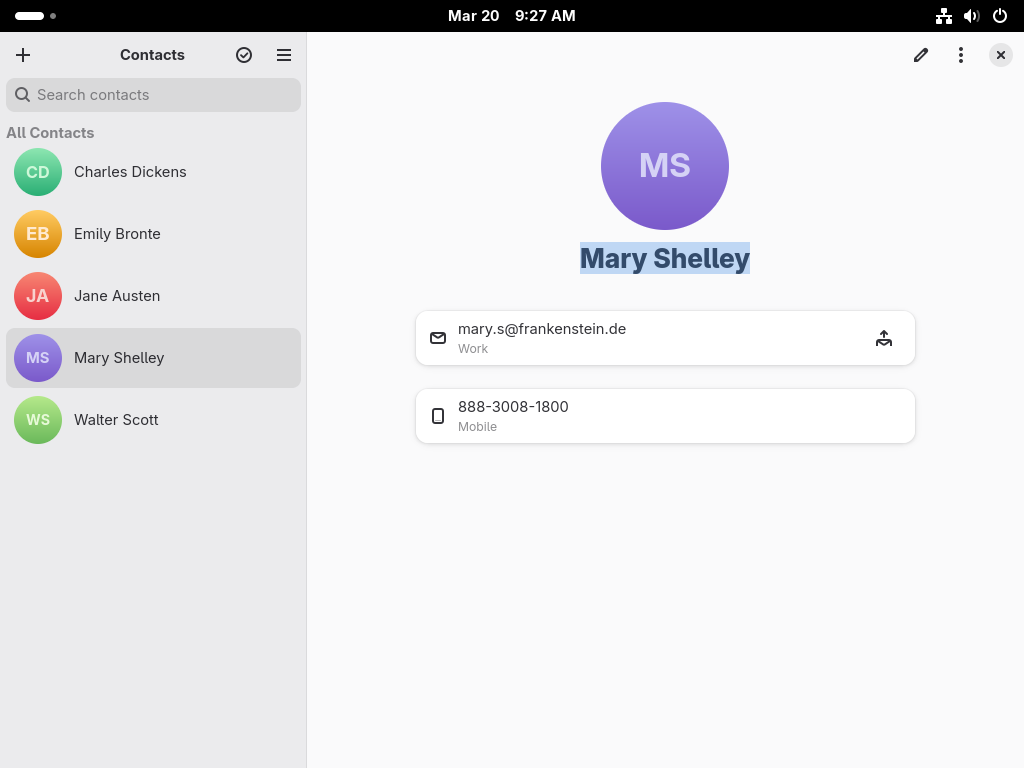 Mar 20 9:27 AM
Contacts
Search contacts
All Contacts
CD Charles Dickens
EB Emily Bronte
JA Jane Austen
MS Mary Shelley
WS Walter Scott
MS
Mary Shelley
mary.s@frankenstein.de
Work
888-3008-1800
Mobile